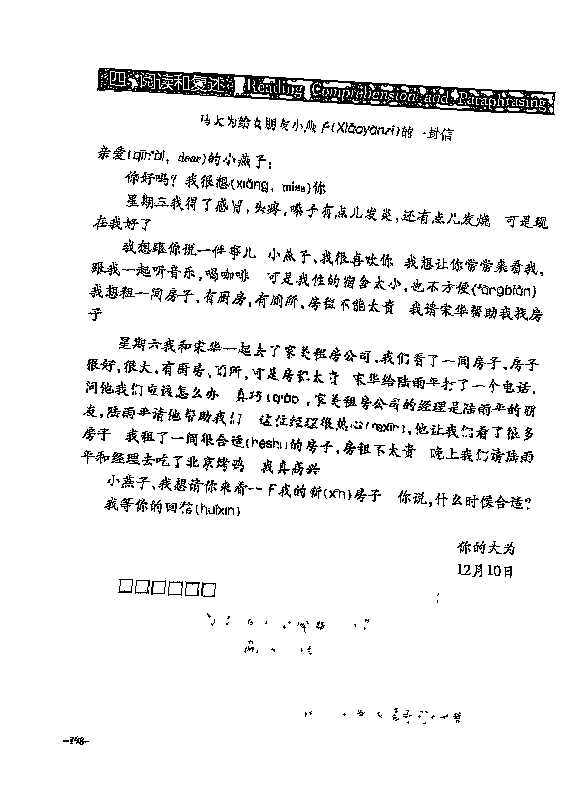 四、阅读和复述 Reading Comprehension and Paraphrasing
马大为给女朋友小燕子(Xiǎoyànzi)的一封信
亲爱(qīn'ài, dear)的小燕子：
你好吗？我很想(xiǎng, miss)你
星期三我得了感冒，头疼，嗓子有点儿发炎，还有点儿发烧 可是现
在我好了
我想跟你说一件事儿 小燕子，我很喜欢你 我想让你常常来看我，
跟我一起听音乐，喝咖啡 可是我住的宿舍太小，也不方便(fāngbiàn)
我想租一间房子，有厨房，有厕所，房租不能太贵 我请宋华帮助我找房
子
星期六我和宋华一起去了家美租房公司，我们看了一间房子，房子
很好，很大，有厨房、厕所，可是房租太贵 宋华给陆雨平打了一个电话，
问他我们应该怎么办 真巧(qiǎo)，家美租房公司的经理是陆雨平的朋
友，陆雨平请他帮助我们 这位经理很热心(rèxīn)，他让我们看了很多
房子 我租了一间很合适(héshì)的房子，房租不太贵 晚上我们请陆雨
平和经理去吃了北京烤鸭 我真高兴
小燕子，我想请你来看一下我的新(xīn)房子 你说，什么时候合适？
我等你的回信(huíxìn)
你的大为
12月10日